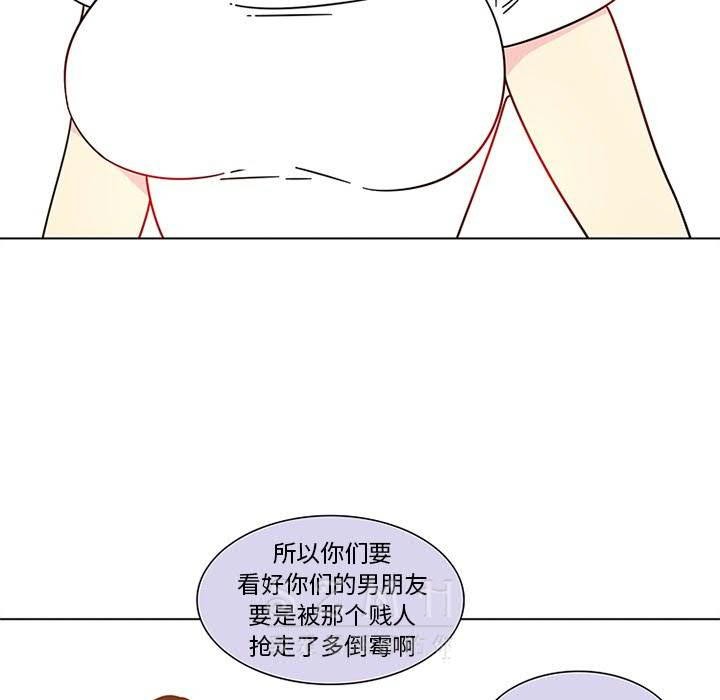 所以你们要
看好你们的男朋友
要是被那个贱人
抢走了多倒霉啊